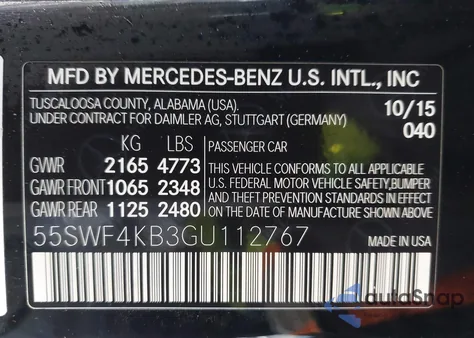 MFD BY MERCEDES-BENZ U.S. INTL., INC
TUSCALOOSA COUNTY, ALABAMA (USA). 10/15
UNDER CONTRACT FOR DAIMLER AG, STUTTGART (GERMANY) 040
KG LBS PASSENGER CAR
GVWR 2165 4773 THIS VEHICLE CONFORMS TO ALL APPLICABLE
GAWR FRONT 1065 2348 U.S. FEDERAL MOTOR VEHICLE SAFETY,BUMPER
AND THEFT PREVENTION STANDARDS IN EFFECT
GAWR REAR 1125 2480 ON THE DATE OF MANUFACTURE SHOWN ABOVE
55SWF4KB3GU112767 MADE IN USA
autoSnap